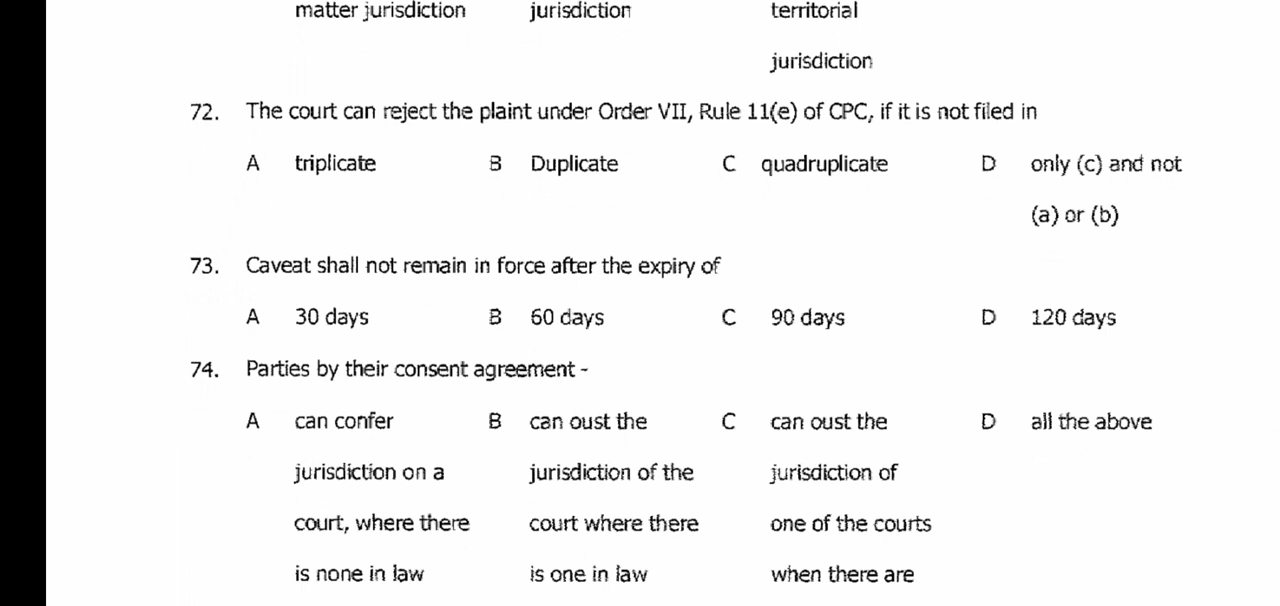 matter jurisdiction jurisdiction territorial
jurisdiction
72. The court can reject the plaint under Order VII, Rule 11(e) of CPC, if it is not filed in
A triplicate B Duplicate C quadruplicate D only (c) and not
(a) or (b)
73. Caveat shall not remain in force after the expiry of
A 30 days B 60 days C 90 days D 120 days
74. Parties by their consent agreement -
A can confer B can oust the C can oust the D all the above
jurisdiction on a jurisdiction of the jurisdiction of
court, where there court where there one of the courts
is none in law is one in law when there are